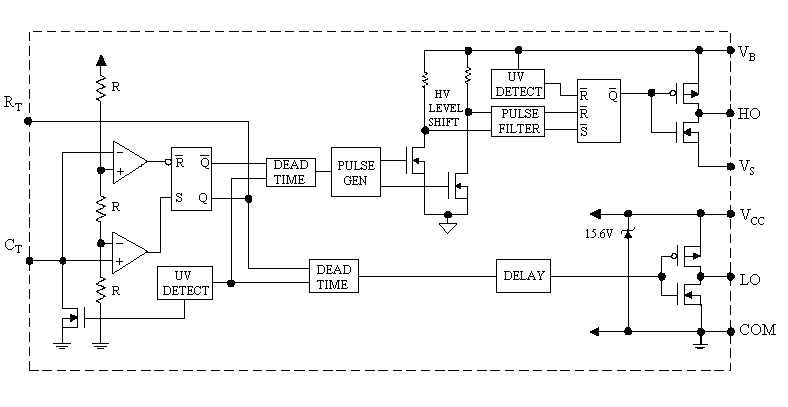 V_B
R
UV
DETECT
HV
LEVEL
SHIFT
R̅
Q̅
R_T
PULSE
FILTER
R̅
S̅
HO
R̅
Q̅
DEAD
TIME
PULSE
GEN
V_S
S
Q
R
V_CC
15.6V
C_T
UV
DETECT
DEAD
TIME
DELAY
LO
R
COM